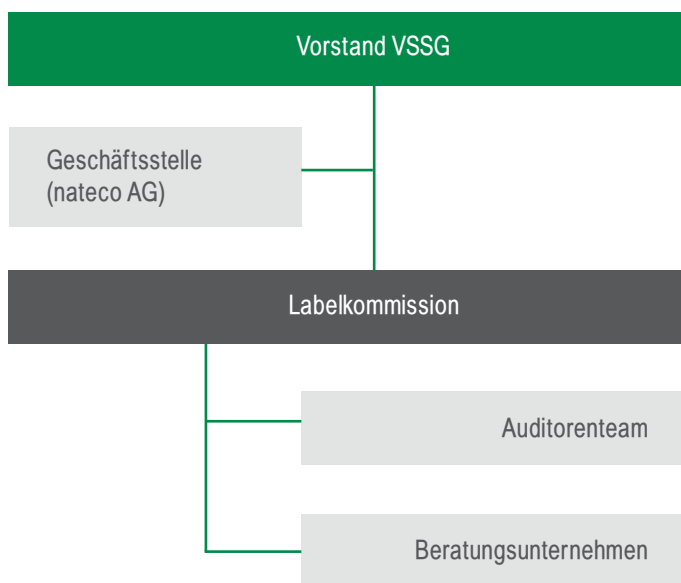 Vorstand VSSG
Geschäftsstelle
(nateco AG)
Labelkommission
Auditorenteam
Beratungsunternehmen